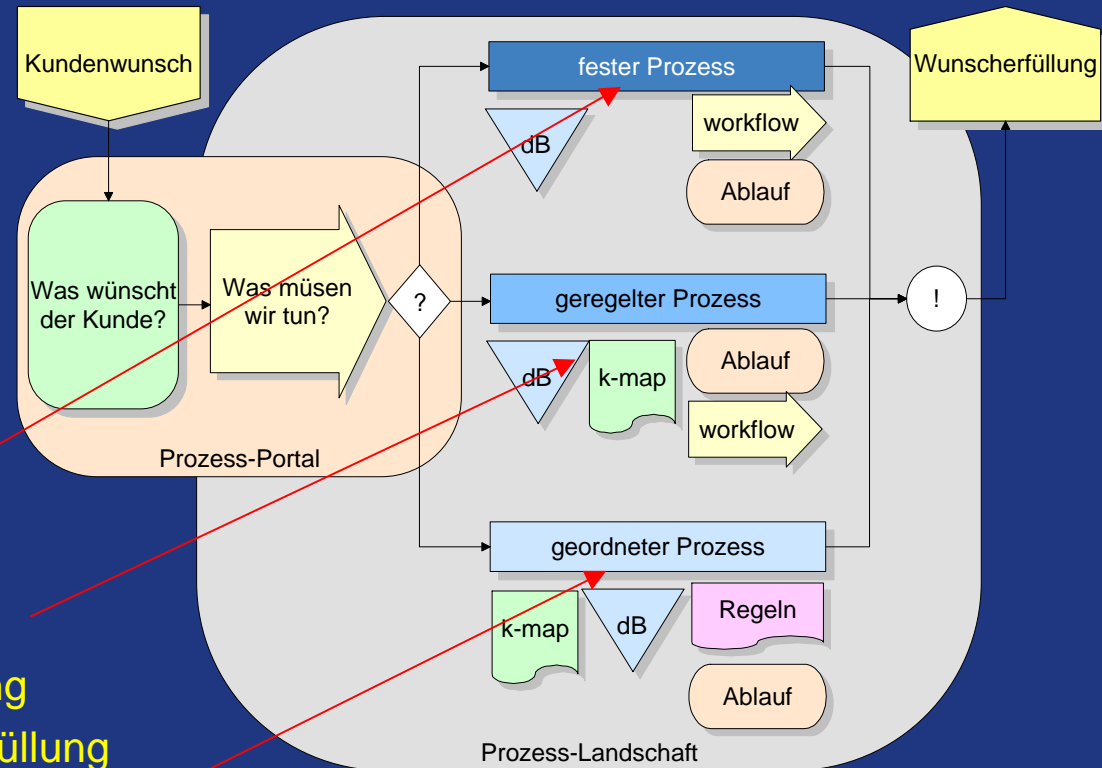 Kundenwunsch
fester Prozess
Wunscherfüllung
dB
workflow
Ablauf
Was wünscht
der Kunde?
Was müsen
wir tun?
?
geregelter Prozess
!
dB
k-map
Ablauf
workflow
Prozess-Portal
geordneter Prozess
k-map
dB
Regeln
Ablauf
Prozess-Landschaft